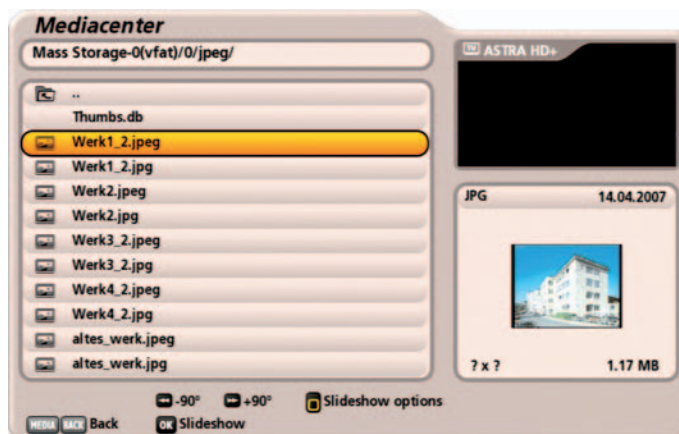 Mediacenter
Mass Storage-0(vfat)/0/jpeg/
TV ASTRA HD+
..
Thumbs.db
Werk1_2.jpeg
Werk1_2.jpg
Werk2.jpeg
Werk2.jpg
Werk3_2.jpeg
Werk3_2.jpg
Werk4_2.jpeg
Werk4_2.jpg
altes_werk.jpeg
altes_werk.jpg
JPG 14.04.2007
? x ? 1.17 MB
-90° +90° Slideshow options
MEDIA BACK Back OK Slideshow